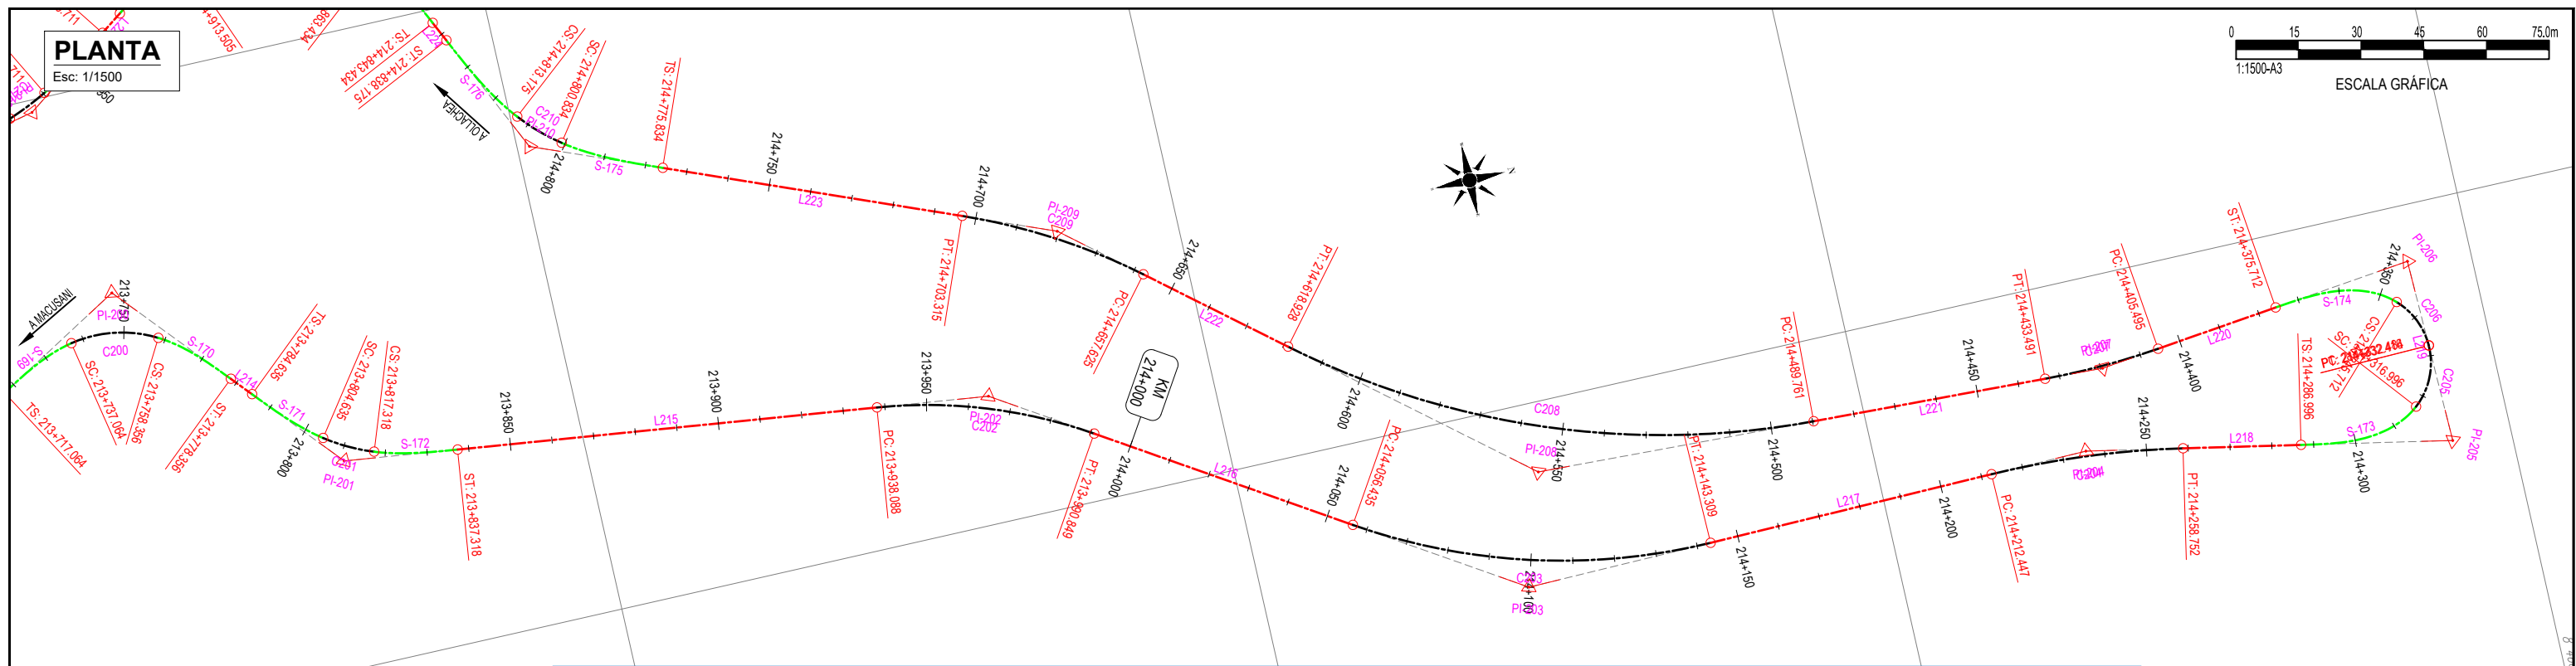 PLANTA
Esc: 1/1500
0 15 30 45 60 75.0m
1:1500-A3
ESCALA GRÁFICA
4+913.505
863.434
L224
TS: 214+843.434
ST: 214+838.175
S-176
A OLLACHEA
CS: 214+813.175
SC: 214+800.834
C210
PI-210
214+800
S-175
TS: 214+775.834
214+750
L223
214+700
PT: 214+703.315
PI-209
C209
214+650
PC: 214+657.625
L222
PT: 214+618.928
214+600
C208
PI-208
214+550
214+500
PC: 214+489.761
L221
214+450
PT: 214+433.491
PI-207
PC: 214+405.495
214+400
L220
ST: 214+375.712
S-174
214+350
PI-206
C206
L219
C205
PI-205
S-173
TS: 214+286.996
214+300
L218
PT: 214+258.752
214+250
PC: 214+212.447
214+200
L217
214+150
PT: 214+143.309
C203
PI-203
214+100
PC: 214+056.435
214+050
L216
KM
214+000
214+000
PT: 213+990.849
PI-202
C202
213+950
PC: 213+938.088
213+900
L215
213+850
ST: 213+837.318
S-172
CS: 213+817.318
SC: 213+804.635
C201
PI-201
213+800
S-171
TS: 213+784.635
L214
ST: 213+778.356
S-170
CS: 213+758.356
213+750
C200
SC: 213+737.064
TS: 213+717.064
S-169
A MACUSANI